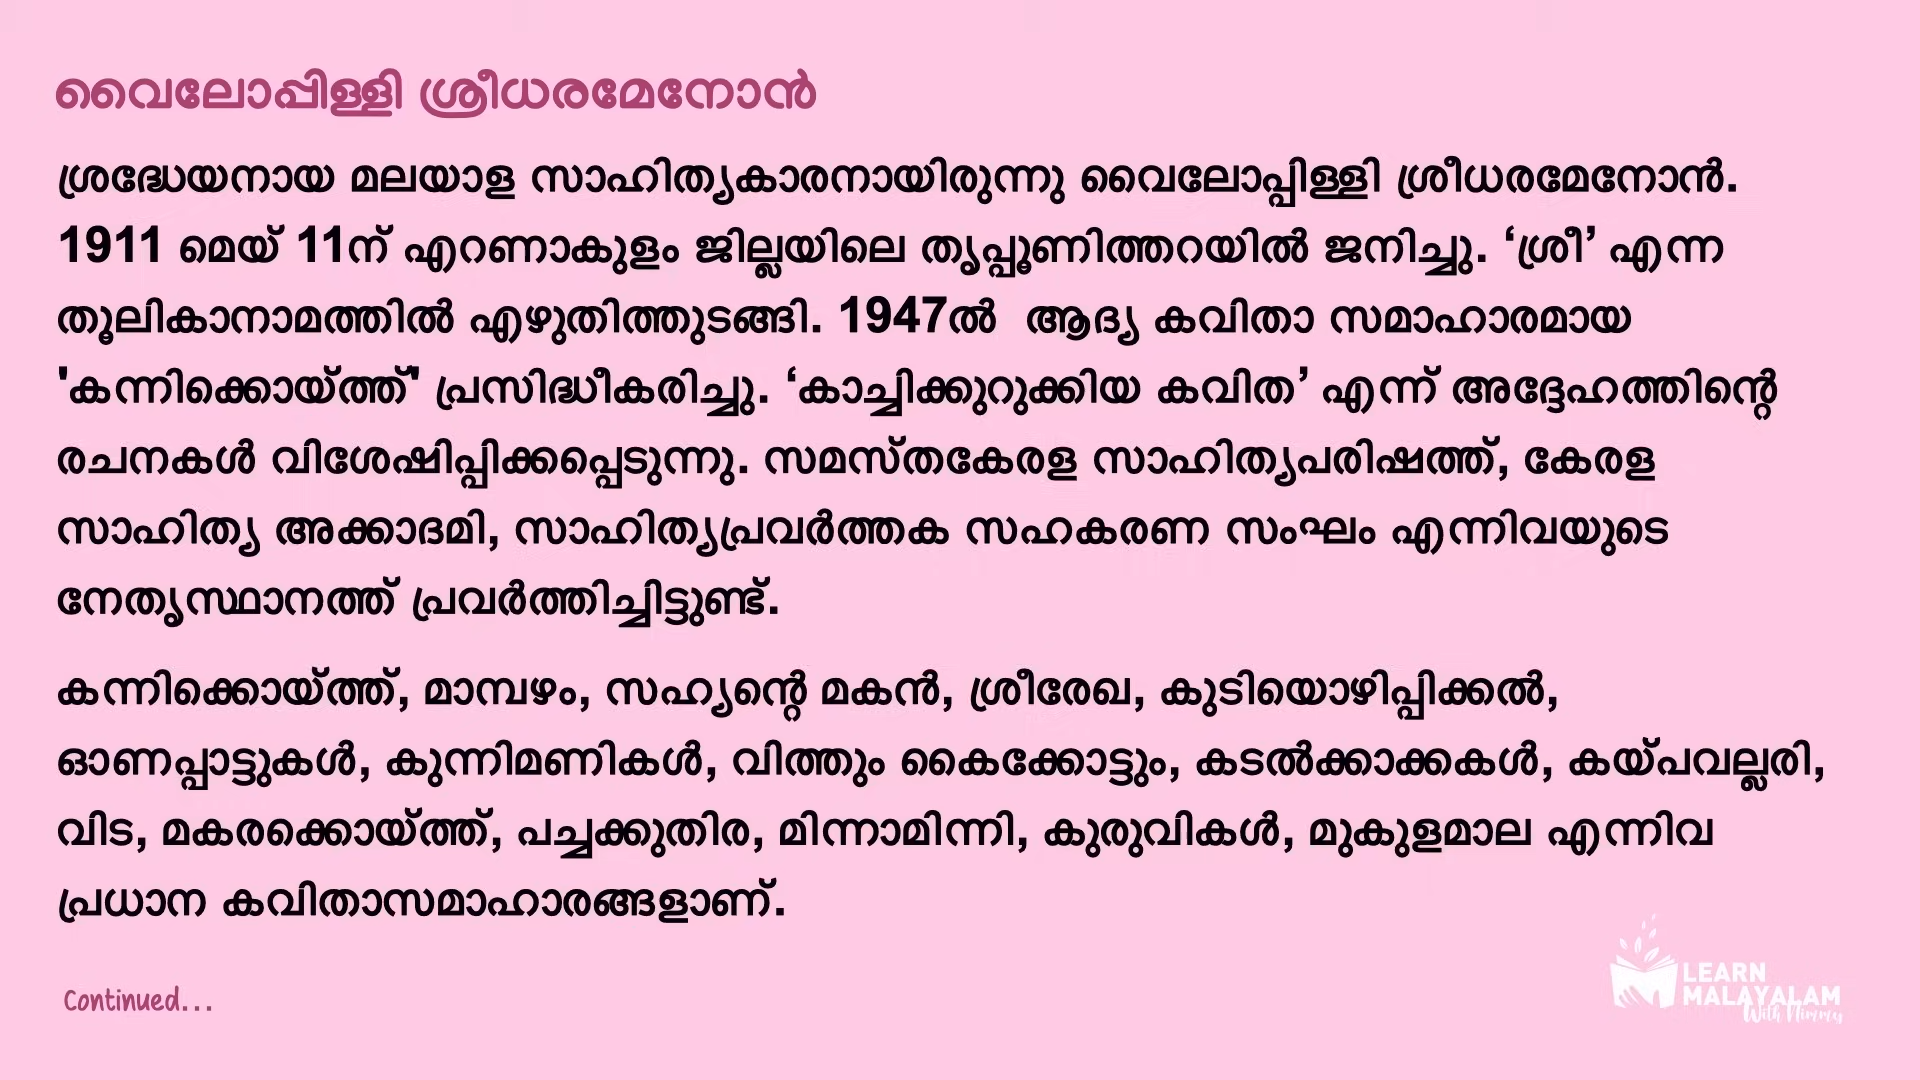 വൈലോപ്പിള്ളി ശ്രീധരമേനോൻ
ശ്രദ്ധേയനായ മലയാള സാഹിത്യകാരനായിരുന്നു വൈലോപ്പിള്ളി ശ്രീധരമേനോൻ.
1911 മെയ് 11ന് എറണാകുളം ജില്ലയിലെ തൃപ്പൂണിത്തറയിൽ ജനിച്ചു. ‘ശ്രീ’ എന്ന
തൂലികാനാമത്തിൽ എഴുതിത്തുടങ്ങി. 1947ൽ ആദ്യ കവിതാ സമാഹാരമായ
'കന്നിക്കൊയ്ത്ത്' പ്രസിദ്ധീകരിച്ചു. ‘കാച്ചിക്കുറുക്കിയ കവിത’ എന്ന് അദ്ദേഹത്തിന്റെ
രചനകൾ വിശേഷിപ്പിക്കപ്പെടുന്നു. സമസ്തകേരള സാഹിത്യപരിഷത്ത്, കേരള
സാഹിത്യ അക്കാദമി, സാഹിത്യപ്രവർത്തക സഹകരണ സംഘം എന്നിവയുടെ
നേതൃസ്ഥാനത്ത് പ്രവർത്തിച്ചിട്ടുണ്ട്.
കന്നിക്കൊയ്ത്ത്, മാമ്പഴം, സഹ്യന്റെ മകൻ, ശ്രീരേഖ, കുടിയൊഴിപ്പിക്കൽ,
ഓണപ്പാട്ടുകൾ, കുന്നിമണികൾ, വിത്തും കൈക്കോട്ടും, കടൽക്കാക്കകൾ, കയ്പവല്ലരി,
വിട, മകരക്കൊയ്ത്ത്, പച്ചക്കുതിര, മിന്നാമിന്നി, കുരുവികൾ, മുകുളമാല എന്നിവ
പ്രധാന കവിതാസമാഹാരങ്ങളാണ്.
Continued...
LEARN
MALAYALAM
With Nimmy